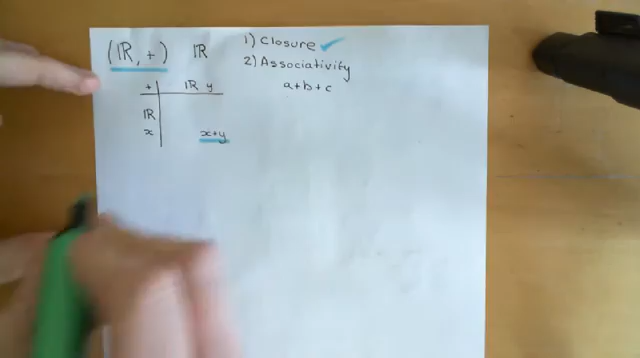 (ℝ, +) ℝ
+ ℝ y
ℝ
x x+y
1) Closure ✓
2) Associativity
a+b+c